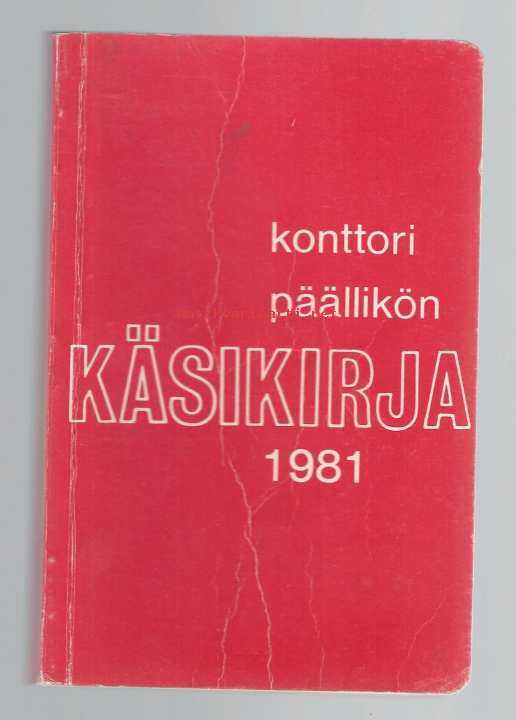 konttori
päällikön
KÄSIKIRJA
1981